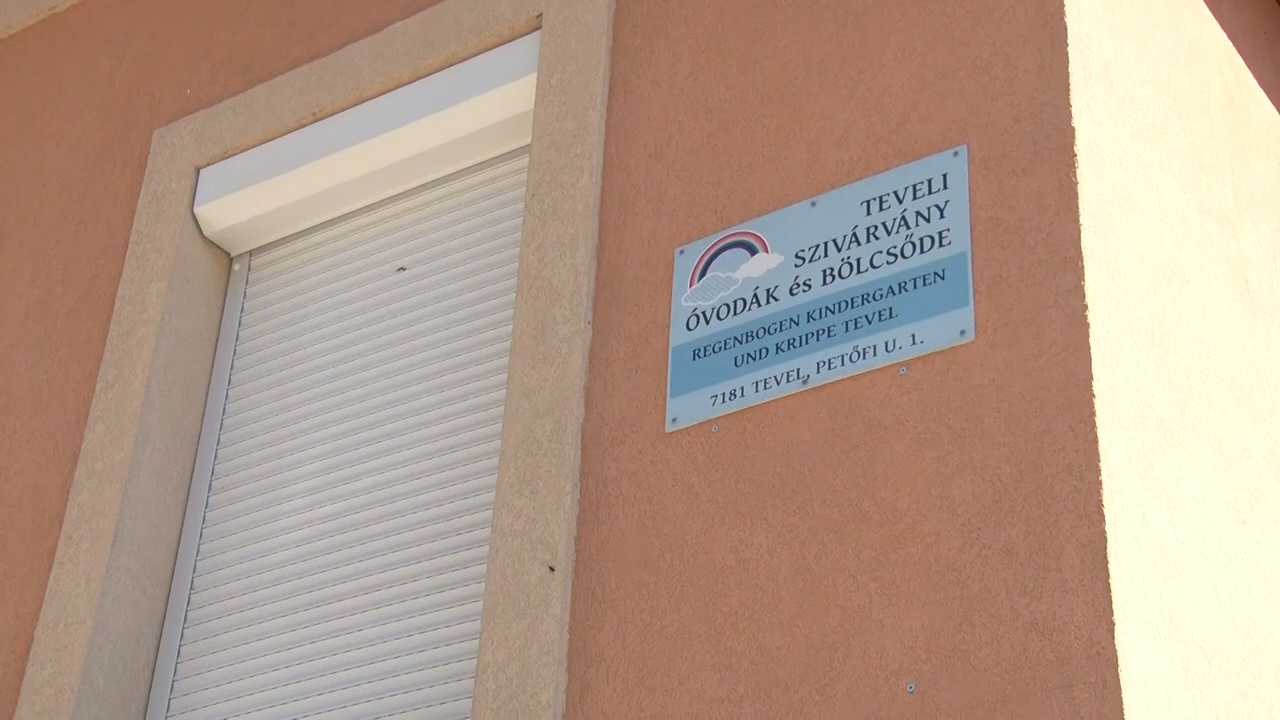 TEVELI
SZIVÁRVÁNY
ÓVODÁK és BÖLCSŐDE
REGENBOGEN KINDERGARTEN
UND KRIPPE TEVEL
7181 TEVEL, PETŐFI U. 1.